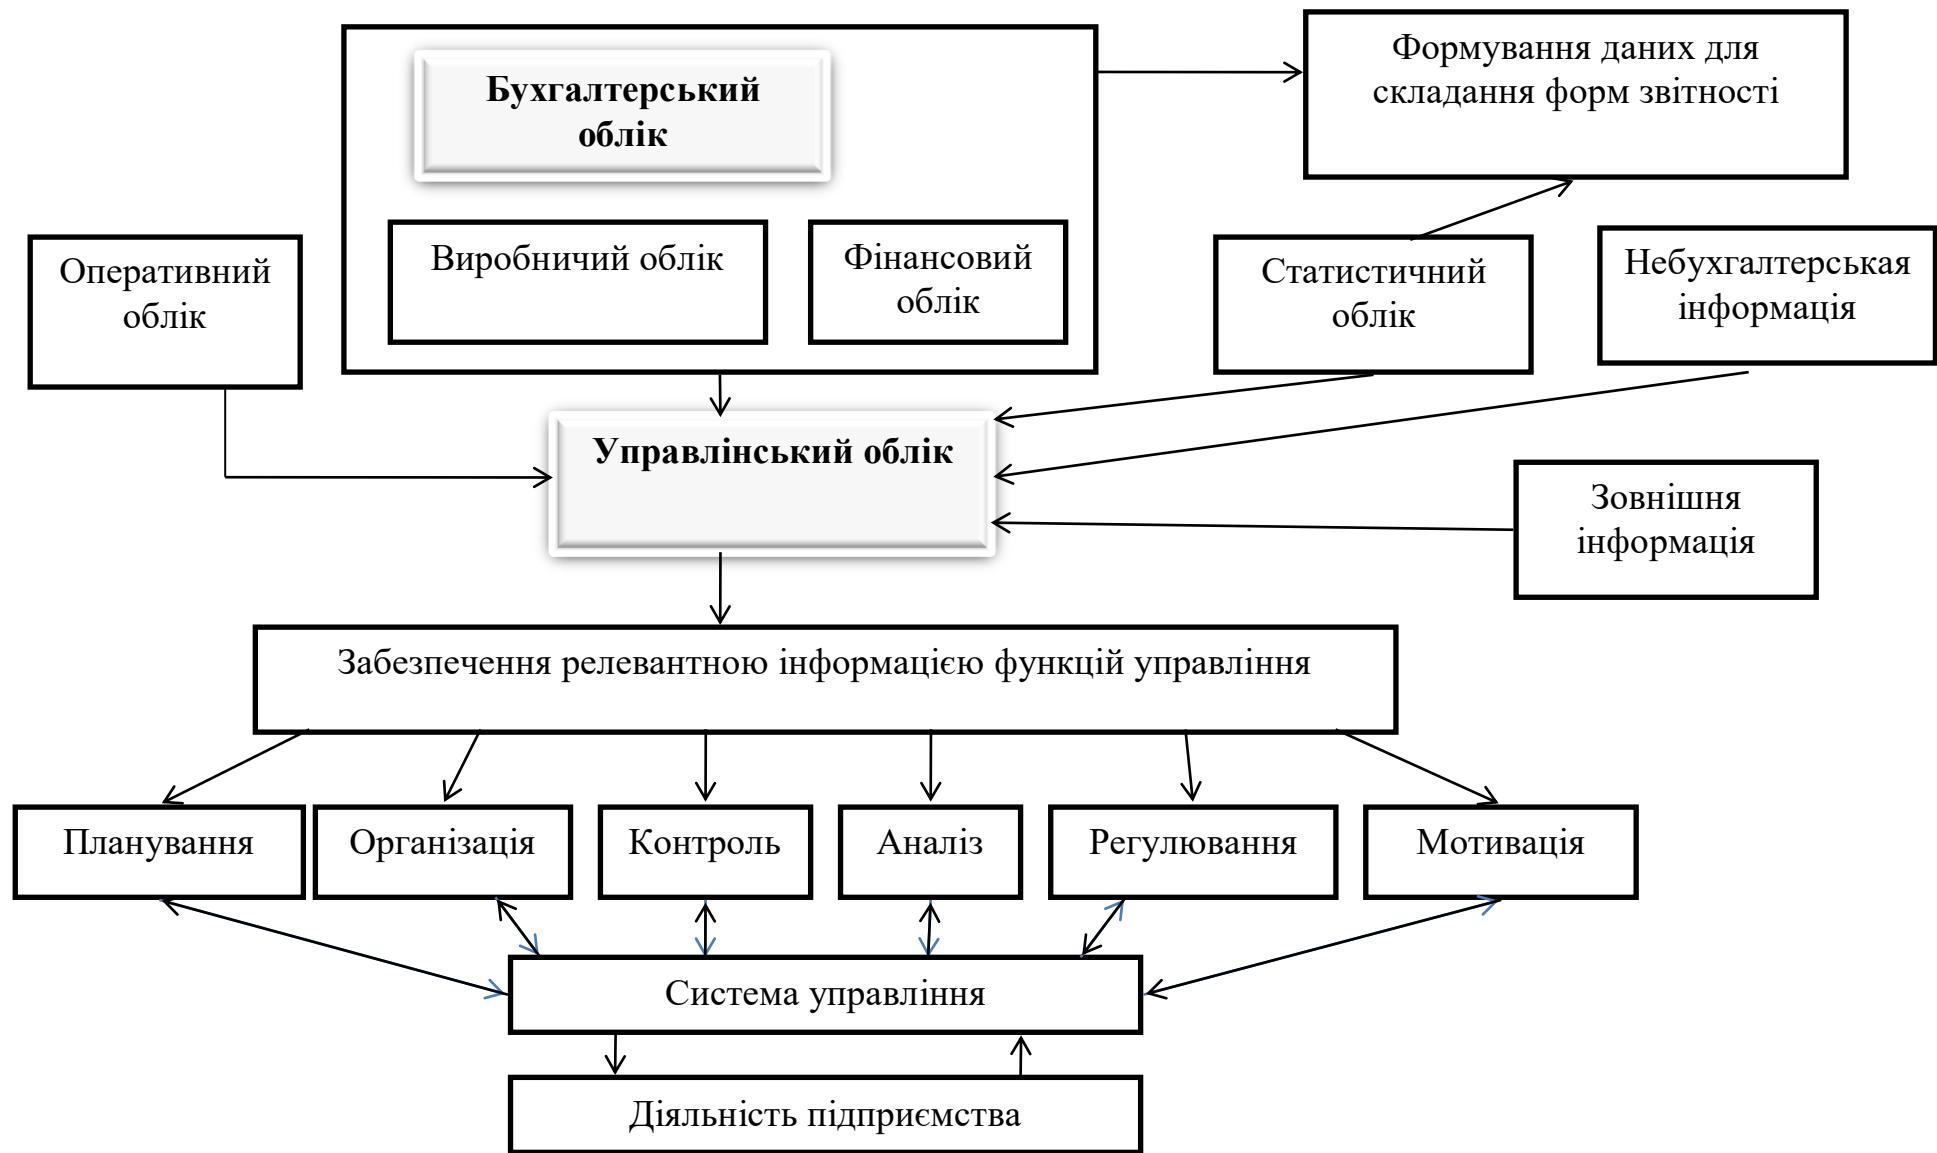 Формування даних для
складання форм звітності
Бухгалтерський
облік
Виробничий облік
Фінансовий
облік
Оперативний
облік
Статистичний
облік
Небухгалтерськая
інформація
Управлінський облік
Зовнішня
інформація
Забезпечення релевантною інформацією функцій управління
Планування
Організація
Контроль
Аналіз
Регулювання
Мотивація
Система управління
Діяльність підприємства